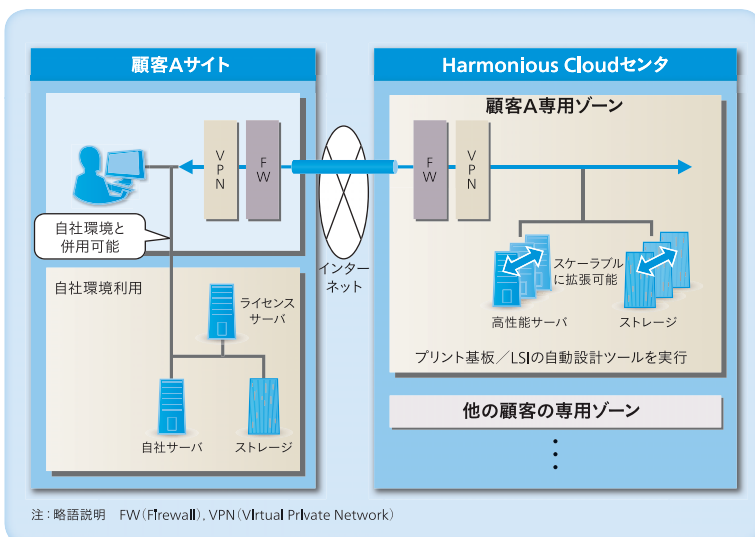 顧客Aサイト
VPN
FW
自社環境と
併用可能
自社環境利用
ライセンス
サーバ
自社サーバ
ストレージ
インター
ネット
Harmonious Cloudセンタ
顧客A専用ゾーン
FW
VPN
スケーラブル
に拡張可能
高性能サーバ
ストレージ
プリント基板／LSIの自動設計ツールを実行
他の顧客の専用ゾーン
注：略語説明　FW（Firewall），VPN（Virtual Private Network）